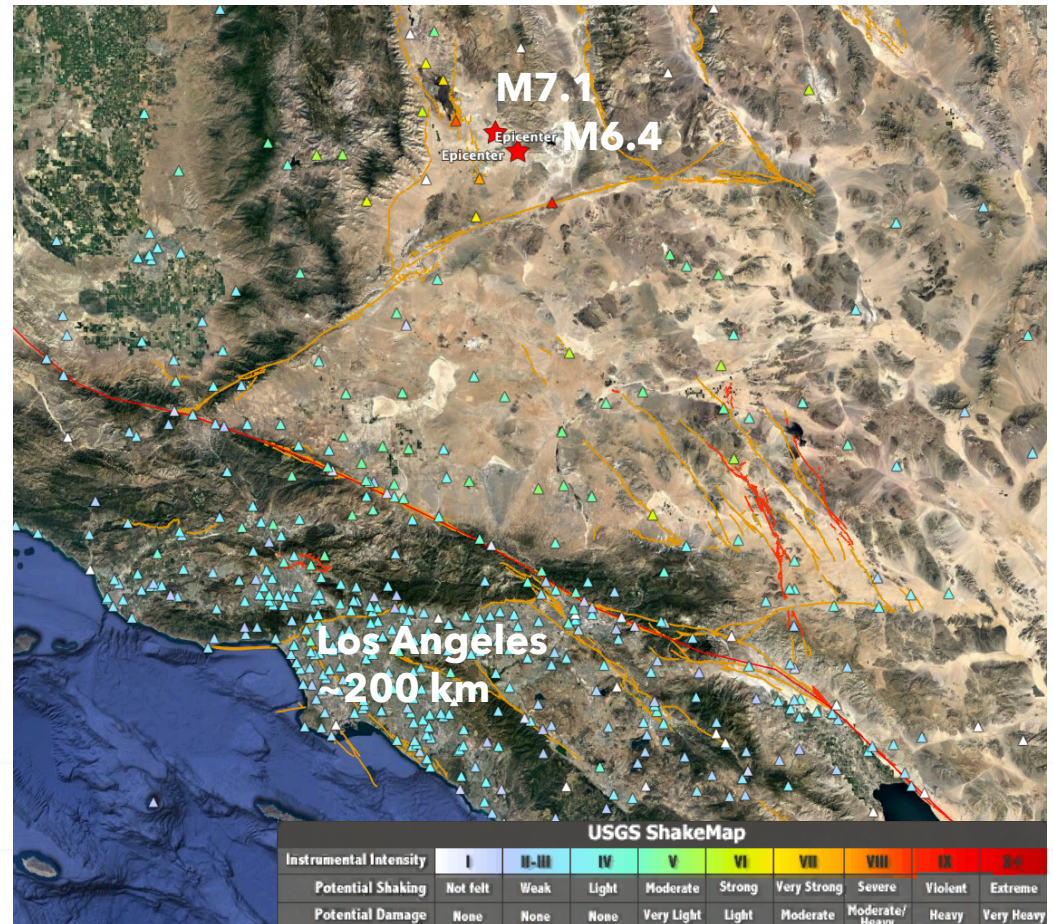 M7.1
Epicenter
M6.4
Epicenter
Los Angeles
~200 km
USGS ShakeMap
Instrumental Intensity I II-III IV V VI VII VIII IX X+
Potential Shaking Not felt Weak Light Moderate Strong Very Strong Severe Violent Extreme
Potential Damage None None None Very Light Light Moderate Moderate/ Heavy Heavy Very Heavy